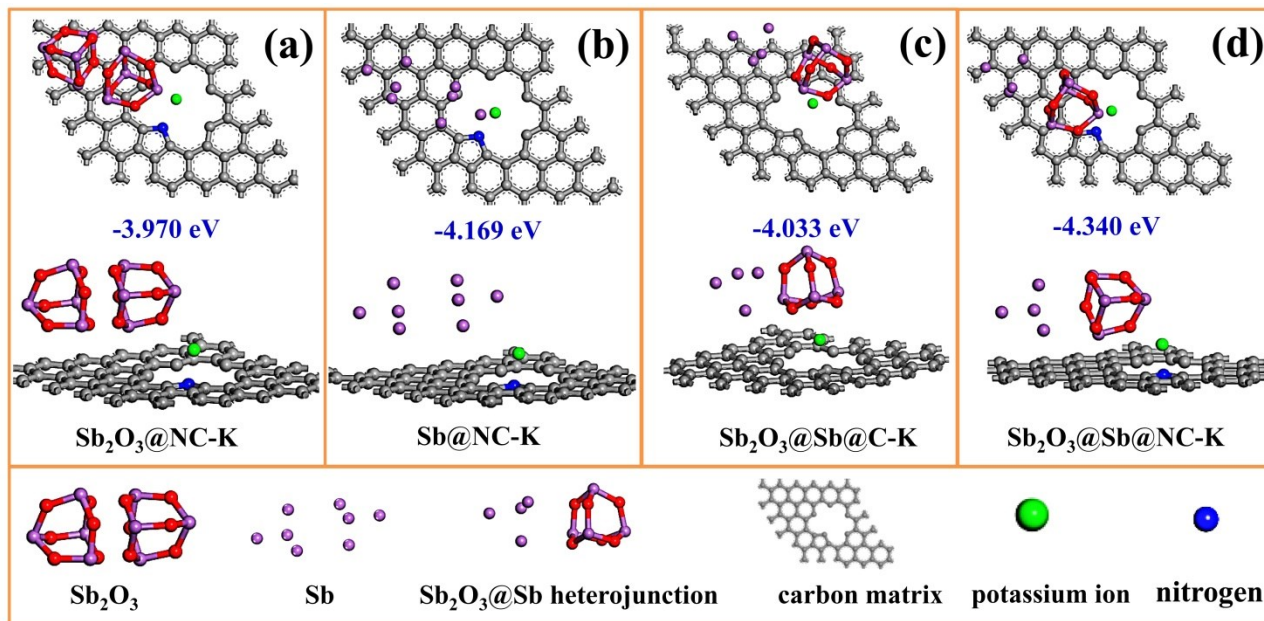 (a)
(b)
(c)
(d)
-3.970 eV
-4.169 eV
-4.033 eV
-4.340 eV
Sb₂O₃@NC-K
Sb@NC-K
Sb₂O₃@Sb@C-K
Sb₂O₃@Sb@NC-K
Sb₂O₃
Sb
Sb₂O₃@Sb heterojunction
carbon matrix
potassium ion
nitrogen